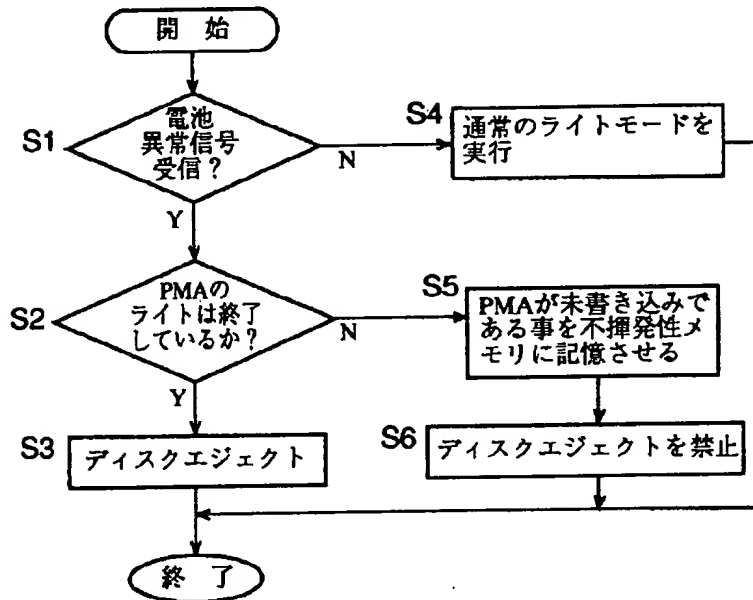 開 始
S1
電池
異常信号
受信？
N
Y
S4
通常のライトモードを
実行
S2
PMAの
ライトは終了
しているか？
N
Y
S5
PMAが未書き込みで
ある事を不揮発性メ
モリに記憶させる
S3
ディスクエジェクト
S6
ディスクエジェクトを禁止
終 了